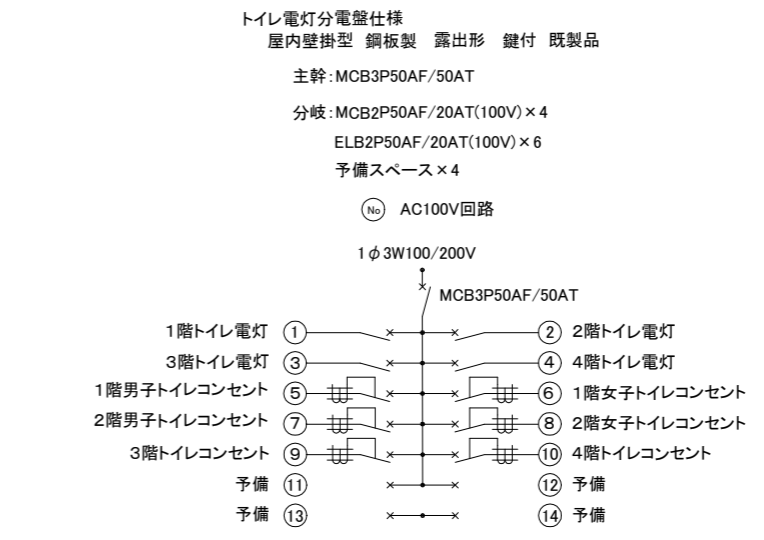 トイレ電灯分電盤仕様
屋内壁掛型 鋼板製 露出形 鍵付 既製品
主幹:MCB3P50AF/50AT
分岐:MCB2P50AF/20AT(100V)×4
ELB2P50AF/20AT(100V)×6
予備スペース×4
No AC100V回路
1φ3W100/200V
MCB3P50AF/50AT
1階トイレ電灯 1 2 2階トイレ電灯
3階トイレ電灯 3 4 4階トイレ電灯
1階男子トイレコンセント 5 6 1階女子トイレコンセント
2階男子トイレコンセント 7 8 2階女子トイレコンセント
3階トイレコンセント 9 10 4階トイレコンセント
予備 11 12 予備
予備 13 14 予備